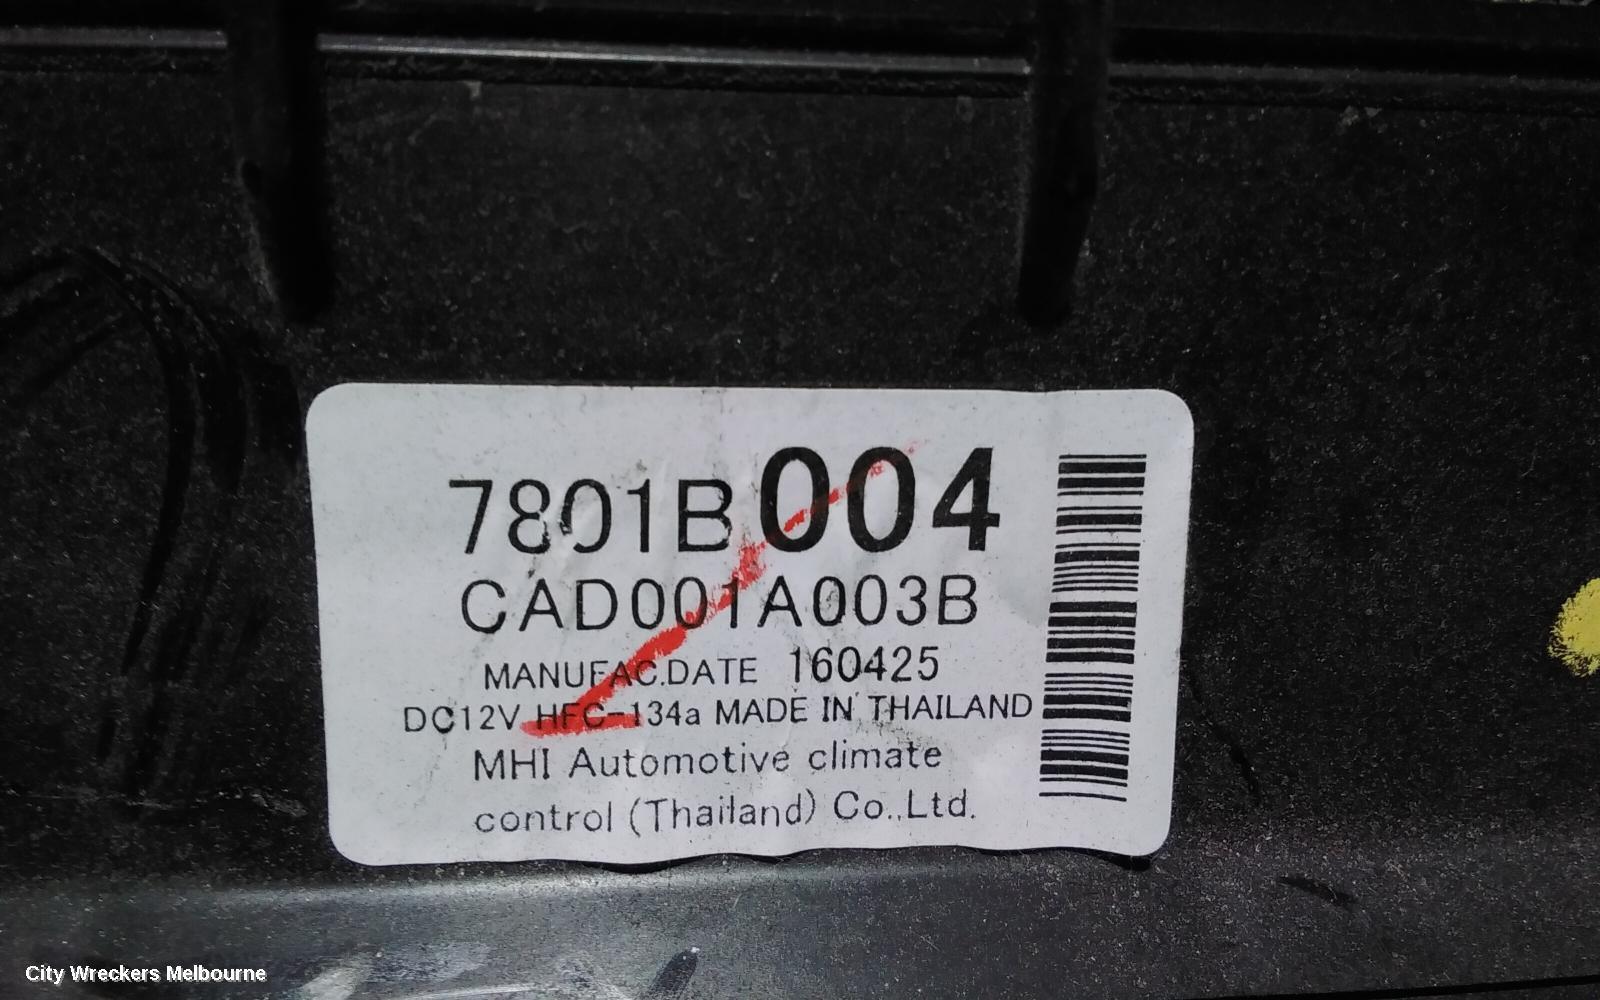 7801B004
CAD001A003B
MANUFAC.DATE 160425
DC12V HFC-134a MADE IN THAILAND
MHI Automotive climate
control (Thailand) Co.,Ltd.
City Wreckers Melbourne